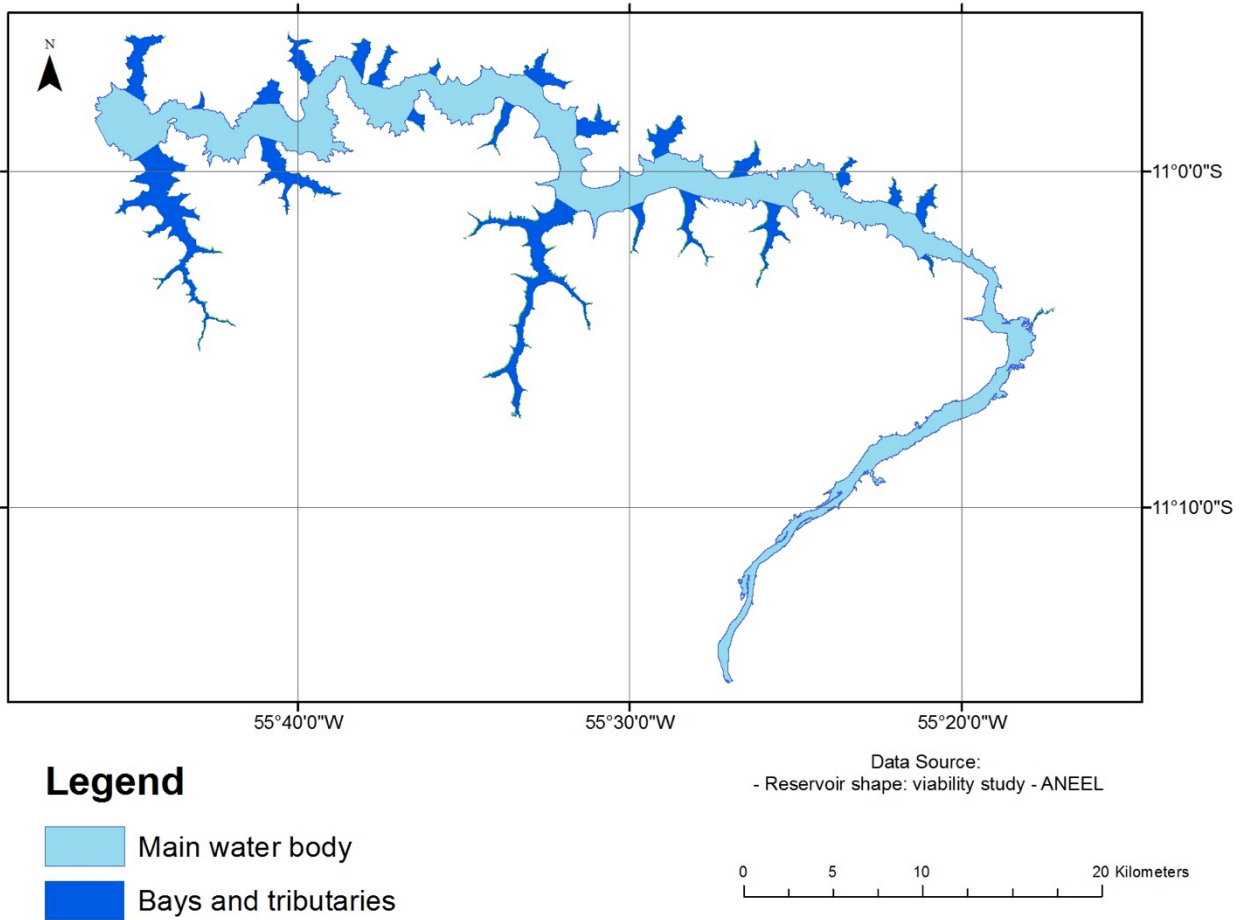 N
11°0'0"S
11°10'0"S
55°40'0"W
55°30'0"W
55°20'0"W
Data Source:
- Reservoir shape: viability study - ANEEL
Legend
Main water body
Bays and tributaries
0 5 10 20 Kilometers